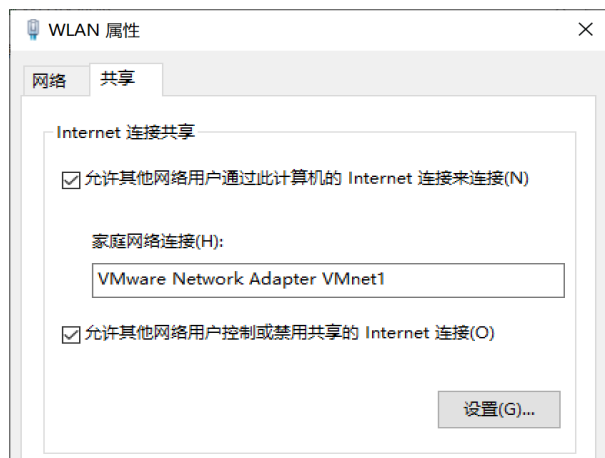 WLAN 属性
网络
共享
Internet 连接共享
允许其他网络用户通过此计算机的 Internet 连接来连接(N)
家庭网络连接(H):
VMware Network Adapter VMnet1
允许其他网络用户控制或禁用共享的 Internet 连接(O)
设置(G)...